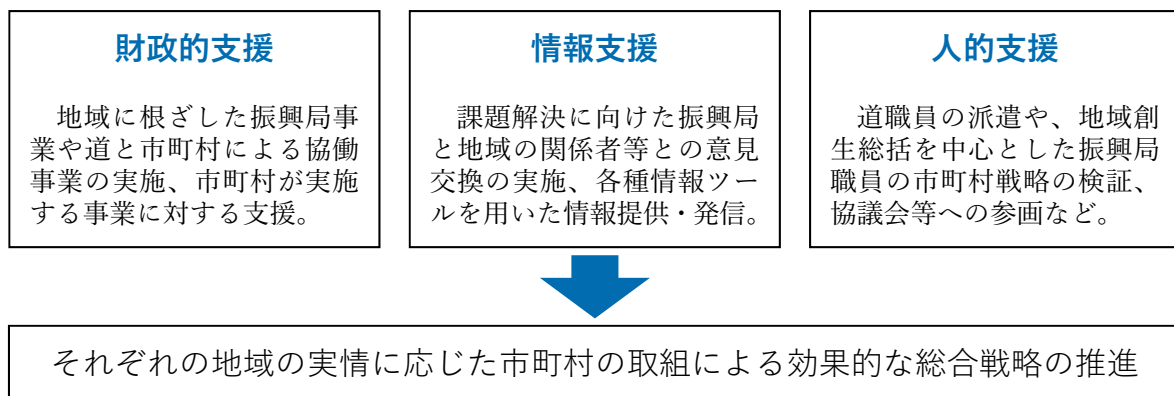 財政的支援
地域に根ざした振興局事
業や道と市町村による協働
事業の実施、市町村が実施
する事業に対する支援。
情報支援
課題解決に向けた振興局
と地域の関係者等との意見
交換の実施、各種情報ツー
ルを用いた情報提供・発信。
人的支援
道職員の派遣や、地域創
生総括を中心とした振興局
職員の市町村戦略の検証、
協議会等への参画など。
それぞれの地域の実情に応じた市町村の取組による効果的な総合戦略の推進